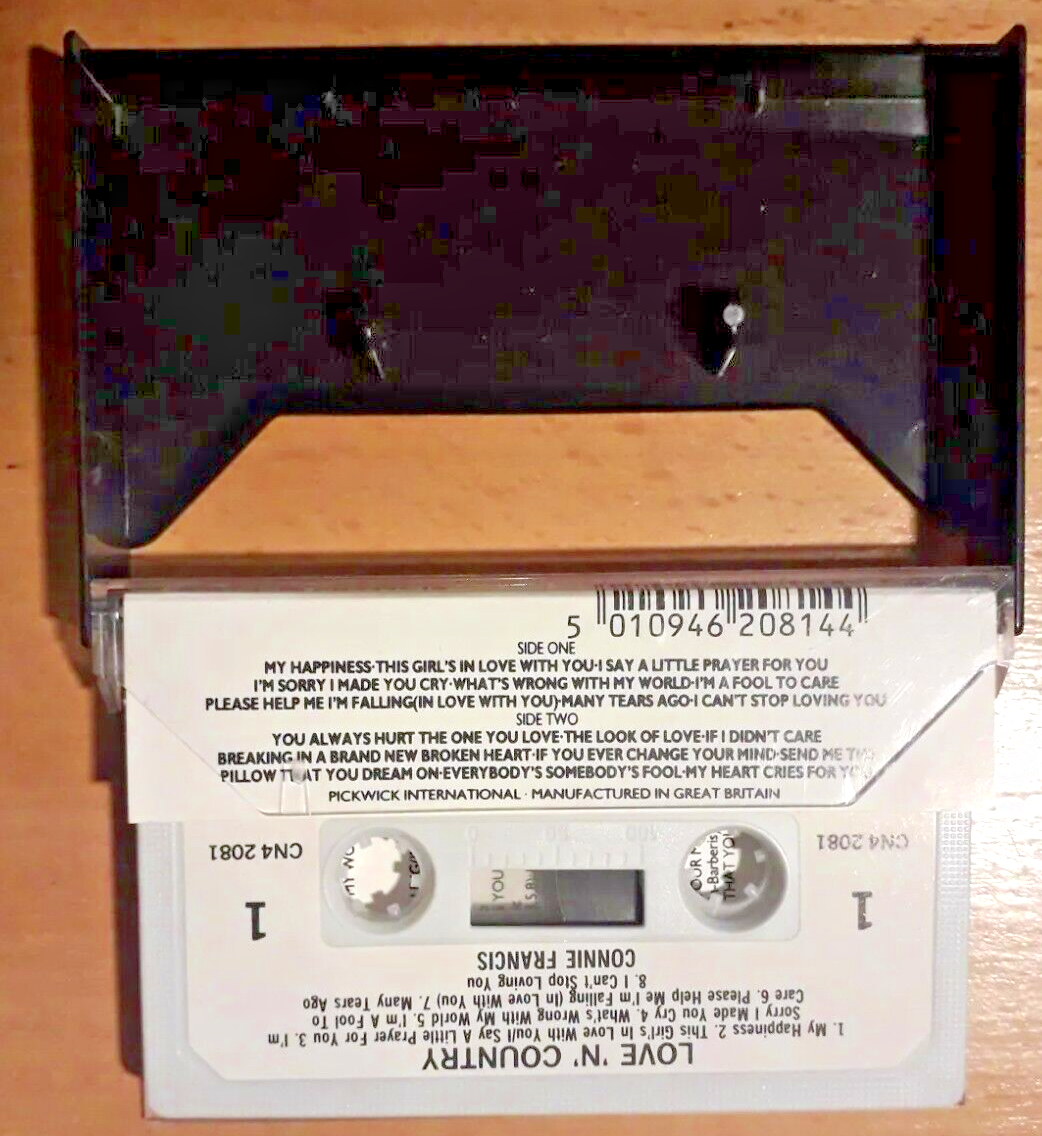 5 010946 208144
SIDE ONE
MY HAPPINESS·THIS GIRL'S IN LOVE WITH YOU·I SAY A LITTLE PRAYER FOR YOU
I'M SORRY I MADE YOU CRY·WHAT'S WRONG WITH MY WORLD·I'M A FOOL TO CARE
PLEASE HELP ME I'M FALLING(IN LOVE WITH YOU)·MANY TEARS AGO·I CAN'T STOP LOVING YOU
SIDE TWO
YOU ALWAYS HURT THE ONE YOU LOVE·THE LOOK OF LOVE·IF I DIDN'T CARE
BREAKING IN A BRAND NEW BROKEN HEART·IF YOU EVER CHANGE YOUR MIND·SEND ME
PILLOW THAT YOU DREAM ON·EVERYBODY'S SOMEBODY'S FOOL·MY HEART CRIES FOR YOU
PICKWICK INTERNATIONAL · MANUFACTURED IN GREAT BRITAIN
LOVE 'N' COUNTRY
1. My Happiness 2. This Girl's In Love With You/I Say A Little Prayer For You 3. I'm
Sorry I Made You Cry 4. What's Wrong With My World 5. I'm A Fool To
Care 6. Please Help Me I'm Falling (In Love With You) 7. Many Tears Ago
8. I Can't Stop Loving You
CONNIE FRANCIS
1
1
CN4 2081
CN4 2081
0 50 100
YOU
-Barberis
THAT YOU